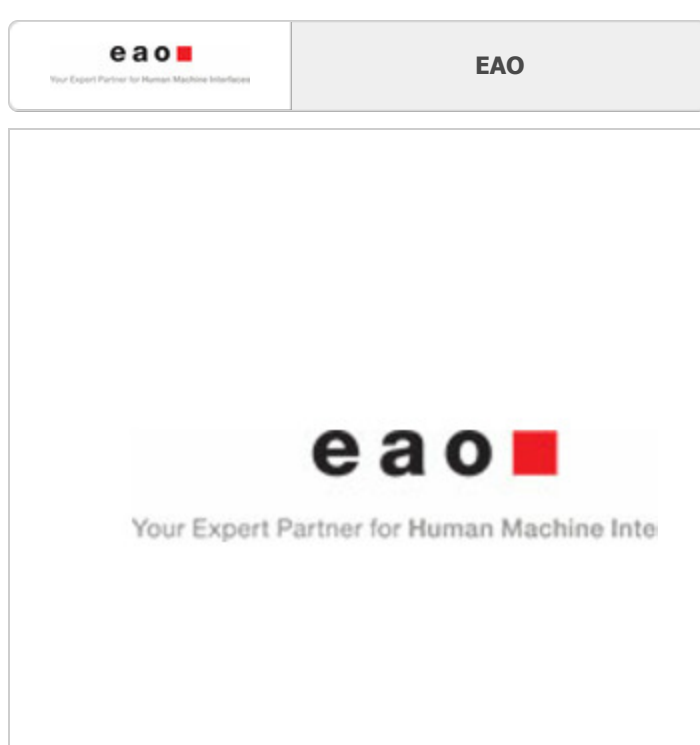 eao
Your Expert Partner for Human Machine Interfaces
EAO
eao
Your Expert Partner for Human Machine Inte